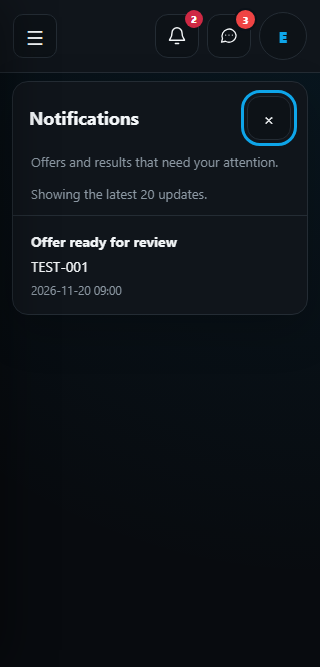 2
3
E
Notifications
×
Offers and results that need your attention.
Showing the latest 20 updates.
Offer ready for review
TEST-001
2026-11-20 09:00